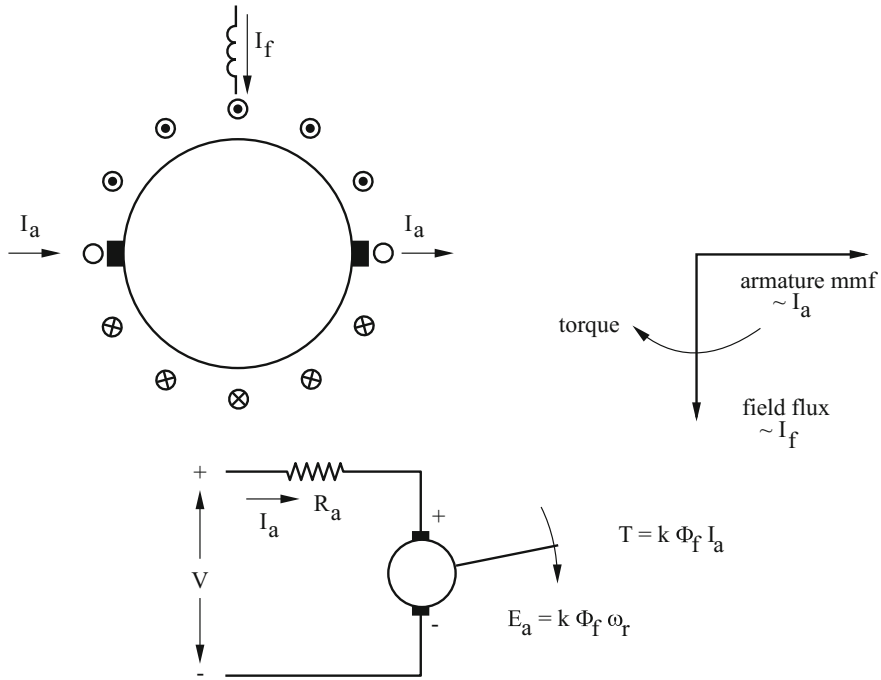 I_f
I_a
I_a
armature mmf
~ I_a
torque
field flux
~ I_f
+
I_a
R_a
+
T = k Φ_f I_a
V
E_a = k Φ_f ω_r
-
-